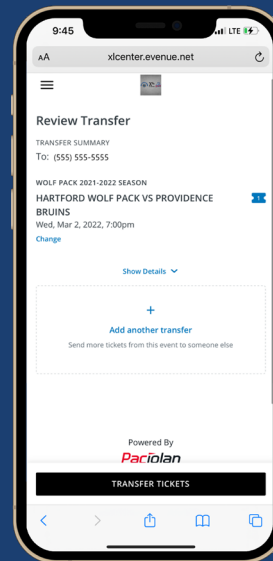 9:45
LTE
AA
xlcenter.evenue.net
Review Transfer
TRANSFER SUMMARY
To: (555) 555-5555
WOLF PACK 2021-2022 SEASON
HARTFORD WOLF PACK VS PROVIDENCE
BRUINS
1
Wed, Mar 2, 2022, 7:00pm
Change
Show Details
+
Add another transfer
Send more tickets from this event to someone else
Powered By
Paciolan
TRANSFER TICKETS